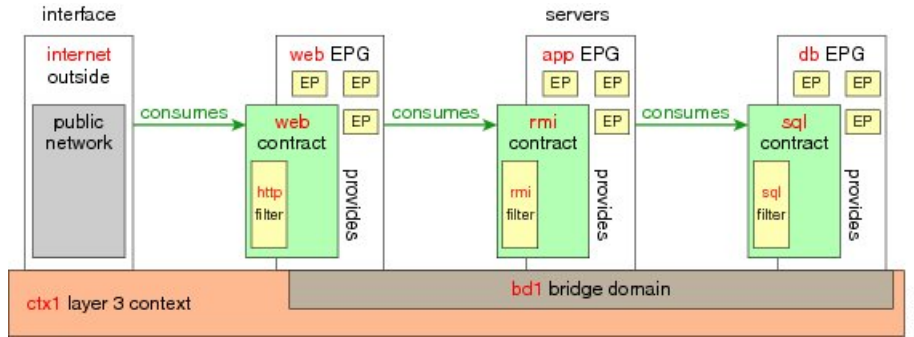 interface
servers
internet
outside
public
network
consumes
web EPG
EP EP
EP
web
contract
http
filter
provides
consumes
app EPG
EP EP
EP
rmi
contract
rmi
filter
provides
consumes
db EPG
EP EP
EP
sql
contract
sql
filter
provides
bd1 bridge domain
ctx1 layer 3 context